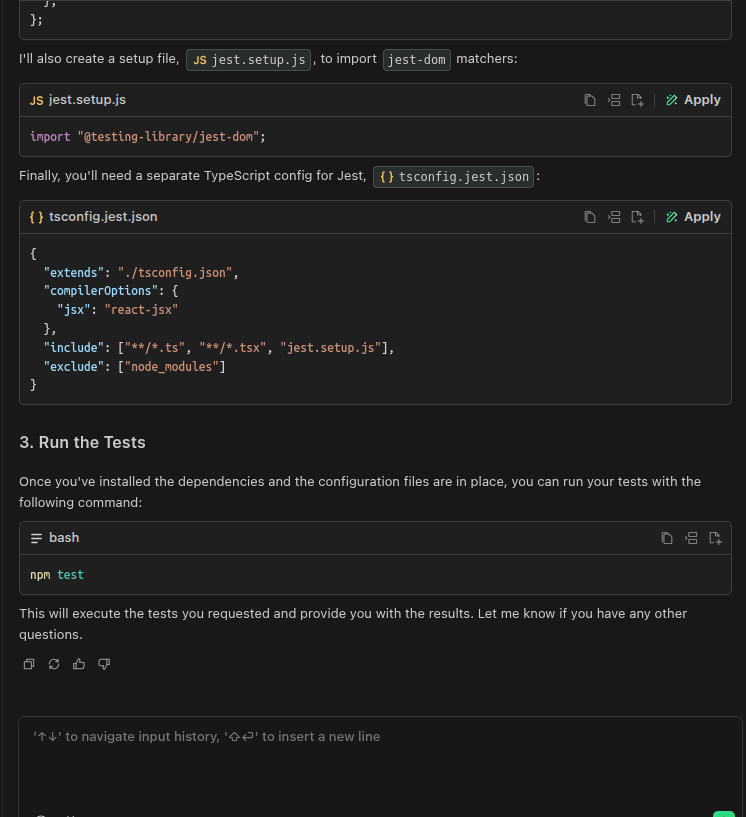 };
};
I'll also create a setup file, JS jest.setup.js, to import jest-dom matchers:
JS jest.setup.js Apply
import "@testing-library/jest-dom";
Finally, you'll need a separate TypeScript config for Jest, {} tsconfig.jest.json:
{} tsconfig.jest.json Apply
{
  "extends": "./tsconfig.json",
  "compilerOptions": {
    "jsx": "react-jsx"
  },
  "include": ["**/*.ts", "**/*.tsx", "jest.setup.js"],
  "exclude": ["node_modules"]
}
3. Run the Tests
Once you've installed the dependencies and the configuration files are in place, you can run your tests with the
following command:
bash
npm test
This will execute the tests you requested and provide you with the results. Let me know if you have any other
questions.
'↑↓' to navigate input history, '⇧↩' to insert a new line